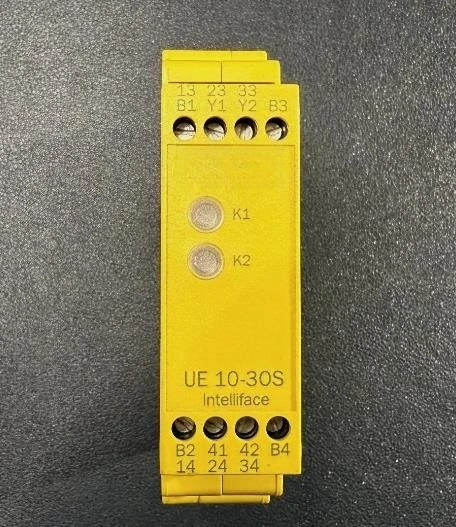 13 23 33
B1 Y1 Y2 B3
K1
K2
UE 10-3OS
Intelliface
B2 41 42 B4
14 24 34